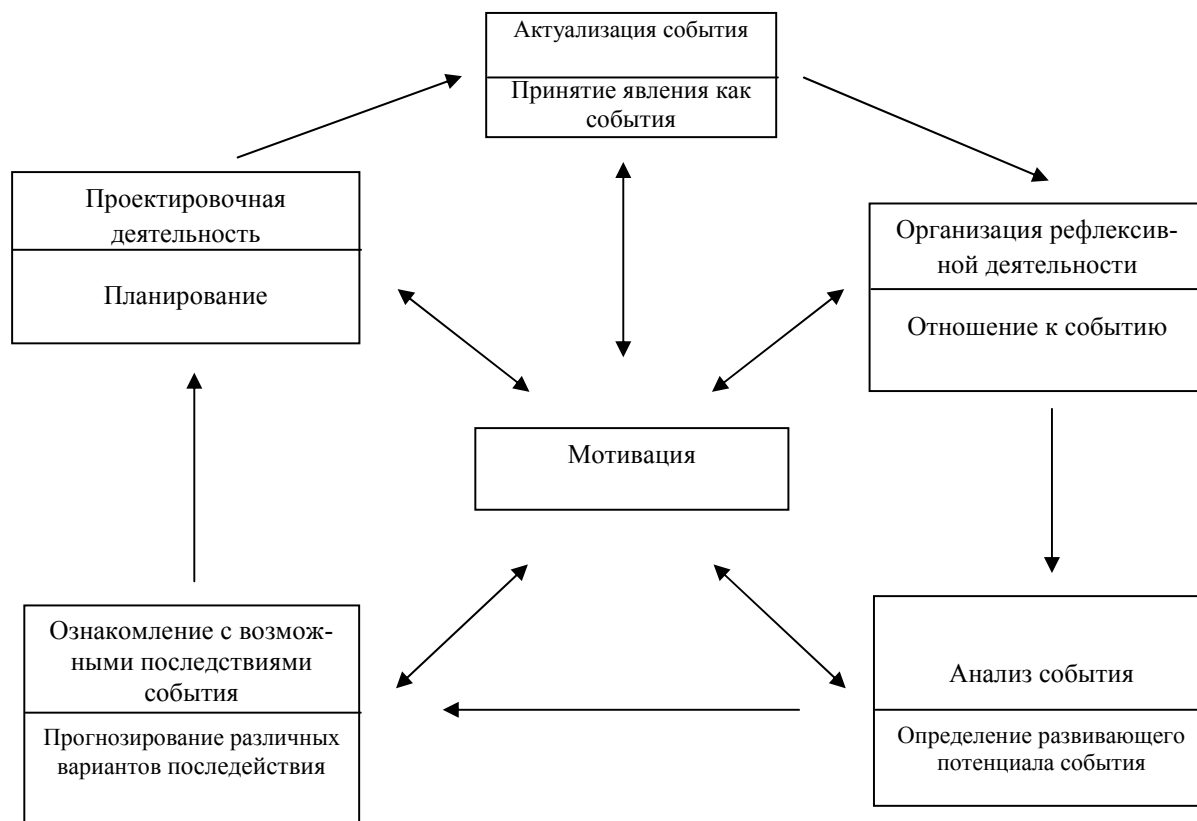 Актуализация события
Принятие явления как
события
Проектировочная
деятельность
Планирование
Организация рефлексив-
ной деятельности
Отношение к событию
Мотивация
Ознакомление с возмож-
ными последствиями
события
Прогнозирование различных
вариантов последействия
Анализ события
Определение развивающего
потенциала события